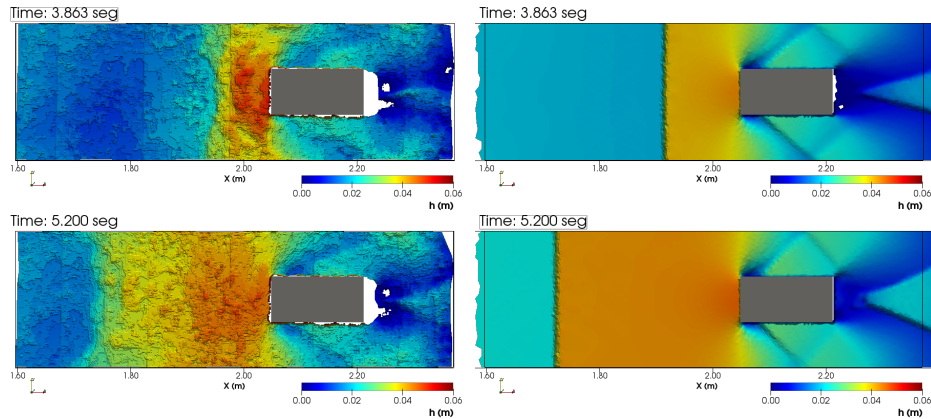 Time: 3.863 seg
1.60 1.80 2.00 2.20
X (m)
0.00 0.02 0.04 0.06
h (m)
Time: 3.863 seg
1.60 1.80 2.00 2.20
X (m)
0.00 0.02 0.04 0.06
h (m)
Time: 5.200 seg
1.60 1.80 2.00 2.20
X (m)
0.00 0.02 0.04 0.06
h (m)
Time: 5.200 seg
1.60 1.80 2.00 2.20
X (m)
0.00 0.02 0.04 0.06
h (m)